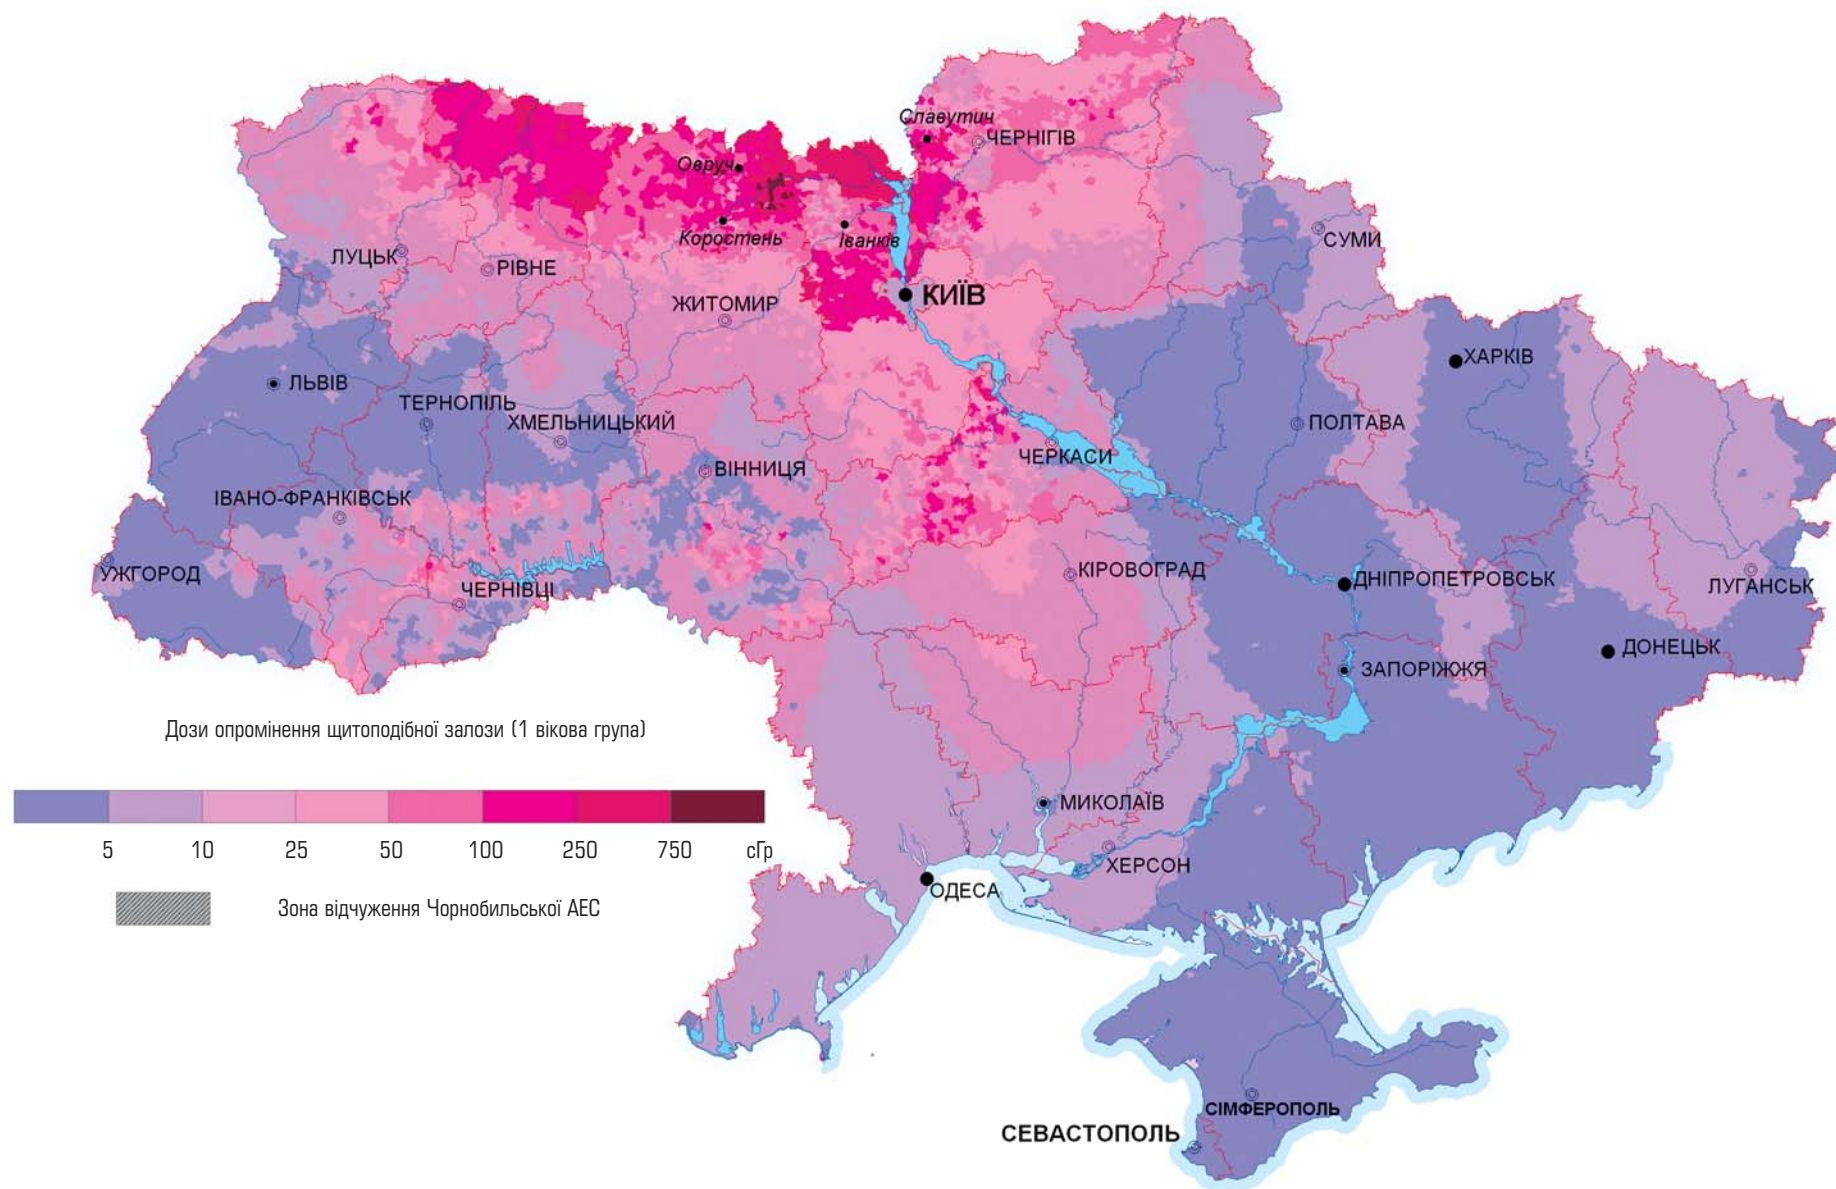 Славутич
ЧЕРНІГІВ
Овруч
Коростень
Іванків
СУМИ
ЛУЦЬК
РІВНЕ
ЖИТОМИР
КИЇВ
ХАРКІВ
ЛЬВІВ
ТЕРНОПІЛЬ
ХМЕЛЬНИЦЬКИЙ
ПОЛТАВА
ЧЕРКАСИ
ВІННИЦЯ
ІВАНО-ФРАНКІВСЬК
УЖГОРОД
ЧЕРНІВЦІ
КІРОВОГРАД
ДНІПРОПЕТРОВСЬК
ЛУГАНСЬК
ДОНЕЦЬК
ЗАПОРІЖЖЯ
Дози опромінення щитоподібної залози (1 вікова група)
5 10 25 50 100 250 750 сГр
Зона відчуження Чорнобильської АЕС
МИКОЛАЇВ
ХЕРСОН
ОДЕСА
СІМФЕРОПОЛЬ
СЕВАСТОПОЛЬ